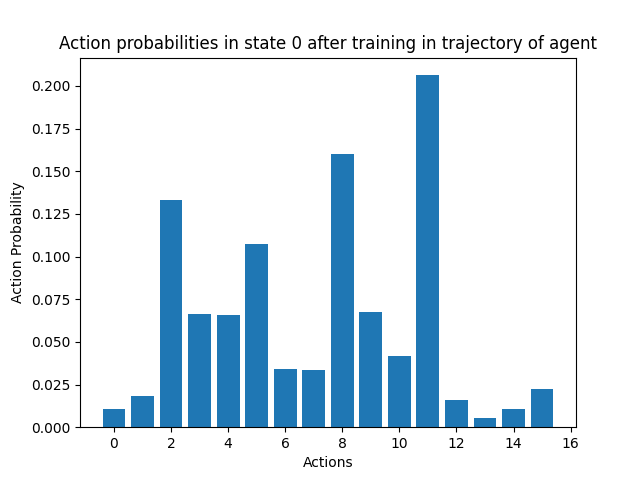 Action probabilities in state 0 after training in trajectory of agent
0.200
0.175
0.150
0.125
0.100
0.075
0.050
0.025
0.000
Action Probability
0 2 4 6 8 10 12 14 16
Actions